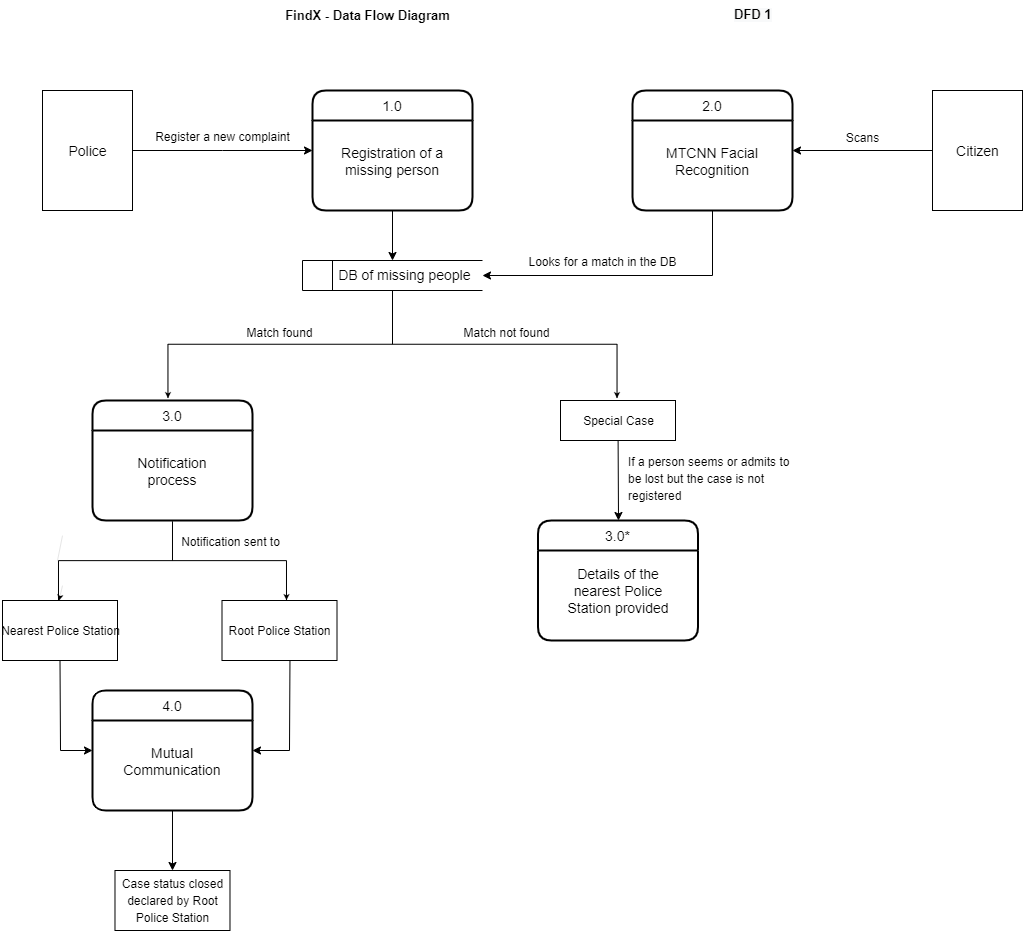 FindX - Data Flow Diagram
DFD 1
Police
Register a new complaint
1.0
Registration of a
missing person
2.0
MTCNN Facial
Recognition
Scans
Citizen
DB of missing people
Looks for a match in the DB
Match found
Match not found
3.0
Notification
process
Special Case
If a person seems or admits to
be lost but the case is not
registered
3.0*
Details of the
nearest Police
Station provided
Notification sent to
Nearest Police Station
Root Police Station
4.0
Mutual
Communication
Case status closed
declared by Root
Police Station